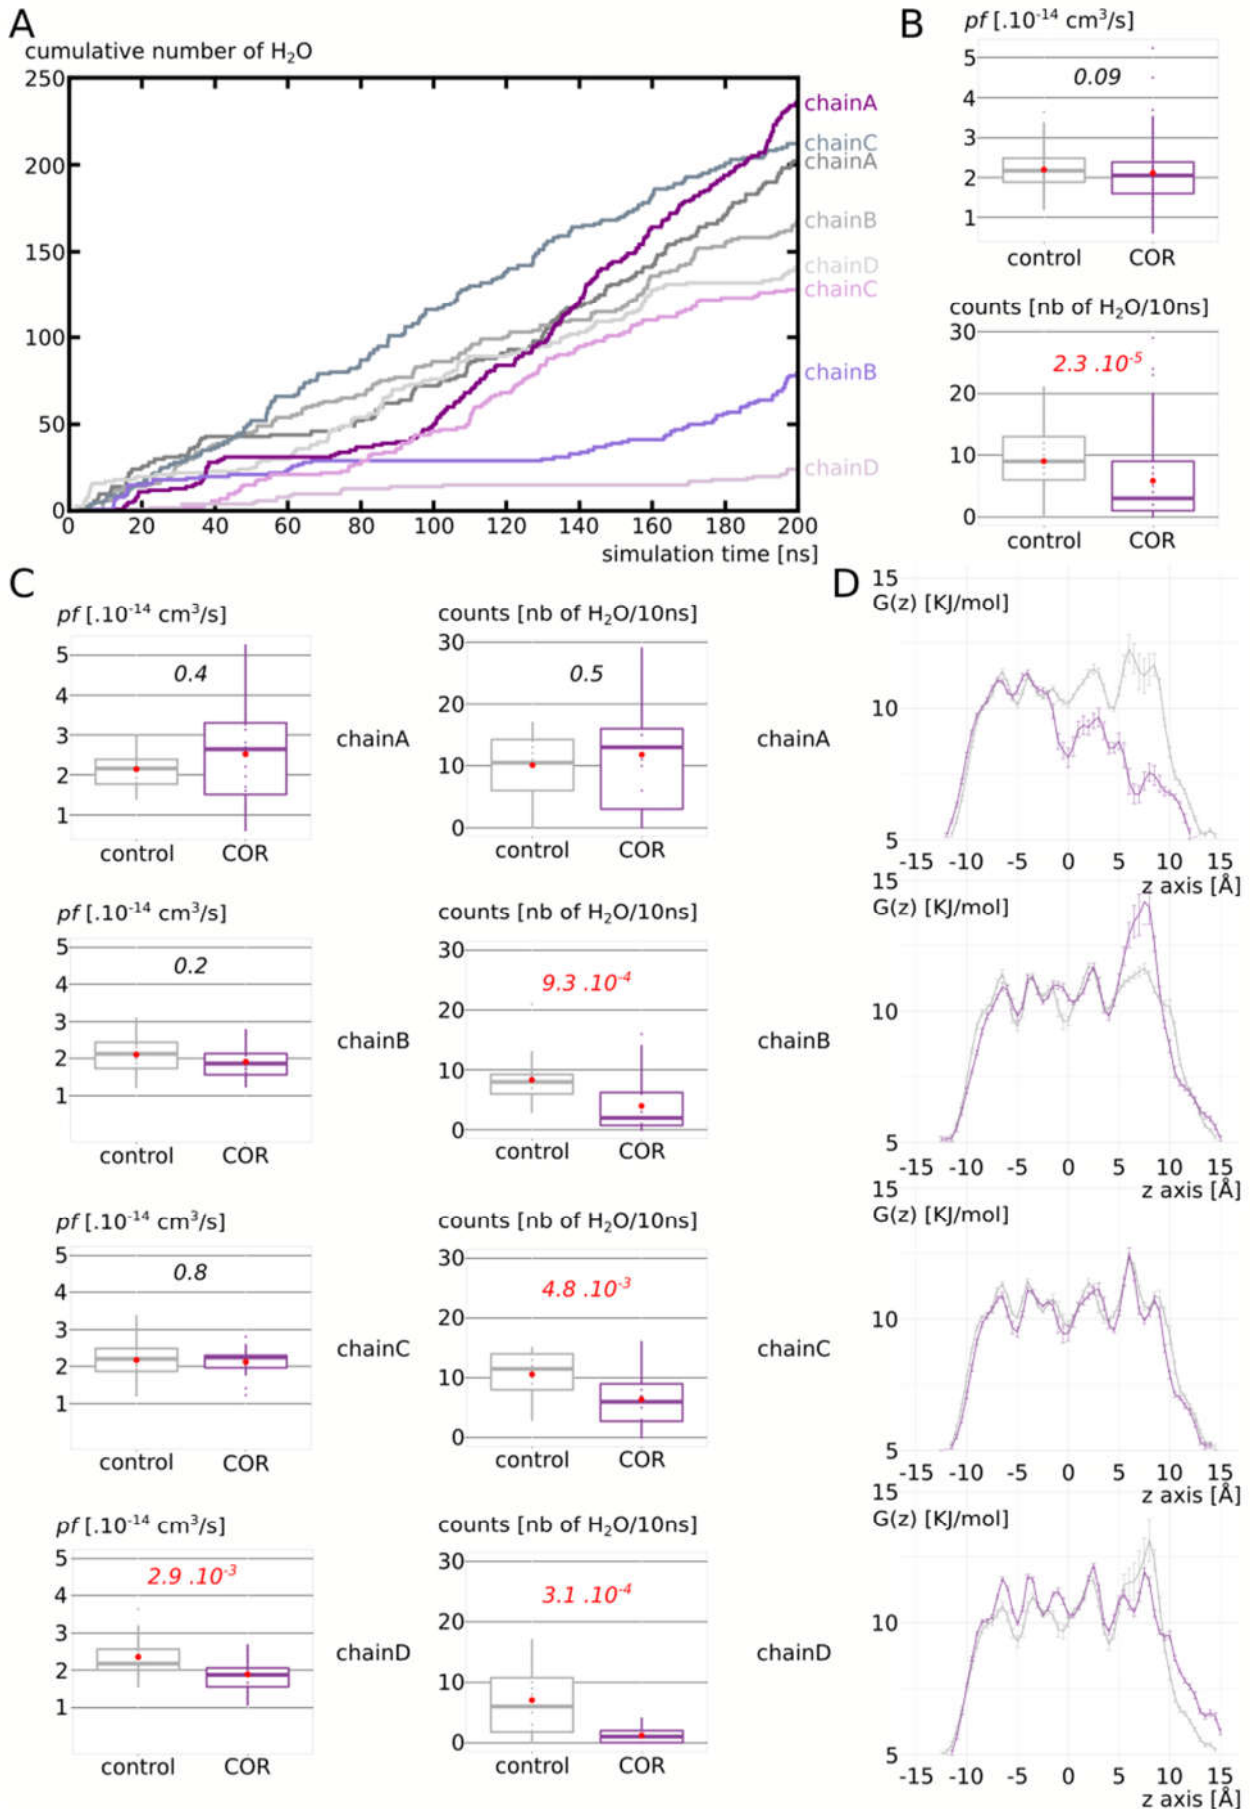 A
cumulative number of H₂O
250
200
150
100
50
0
0 20 40 60 80 100 120 140 160 180 200
simulation time [ns]
chainA
chainC
chainA
chainB
chainD
chainC
chainB
chainD
B
pf [.10⁻¹⁴ cm³/s]
5
4
3
2
1
0.09
control COR
counts [nb of H₂O/10ns]
30
20
10
0
2.3 .10⁻⁵
control COR
C
pf [.10⁻¹⁴ cm³/s]
5
4
3
2
1
0.4
control COR
chainA
counts [nb of H₂O/10ns]
30
20
10
0
0.5
control COR
pf [.10⁻¹⁴ cm³/s]
5
4
3
2
1
0.2
control COR
chainB
counts [nb of H₂O/10ns]
30
20
10
0
9.3 .10⁻⁴
control COR
pf [.10⁻¹⁴ cm³/s]
5
4
3
2
1
0.8
control COR
chainC
counts [nb of H₂O/10ns]
30
20
10
0
4.8 .10⁻³
control COR
pf [.10⁻¹⁴ cm³/s]
5
4
3
2
1
2.9 .10⁻³
control COR
chainD
counts [nb of H₂O/10ns]
30
20
10
0
3.1 .10⁻⁴
control COR
D
15
G(z) [KJ/mol]
10
5
chainA
-15 -10 -5 0 5 10 15
z axis [Å]
15
G(z) [KJ/mol]
10
5
chainB
-15 -10 -5 0 5 10 15
z axis [Å]
15
G(z) [KJ/mol]
10
5
chainC
-15 -10 -5 0 5 10 15
z axis [Å]
15
G(z) [KJ/mol]
10
5
chainD
-15 -10 -5 0 5 10 15
z axis [Å]